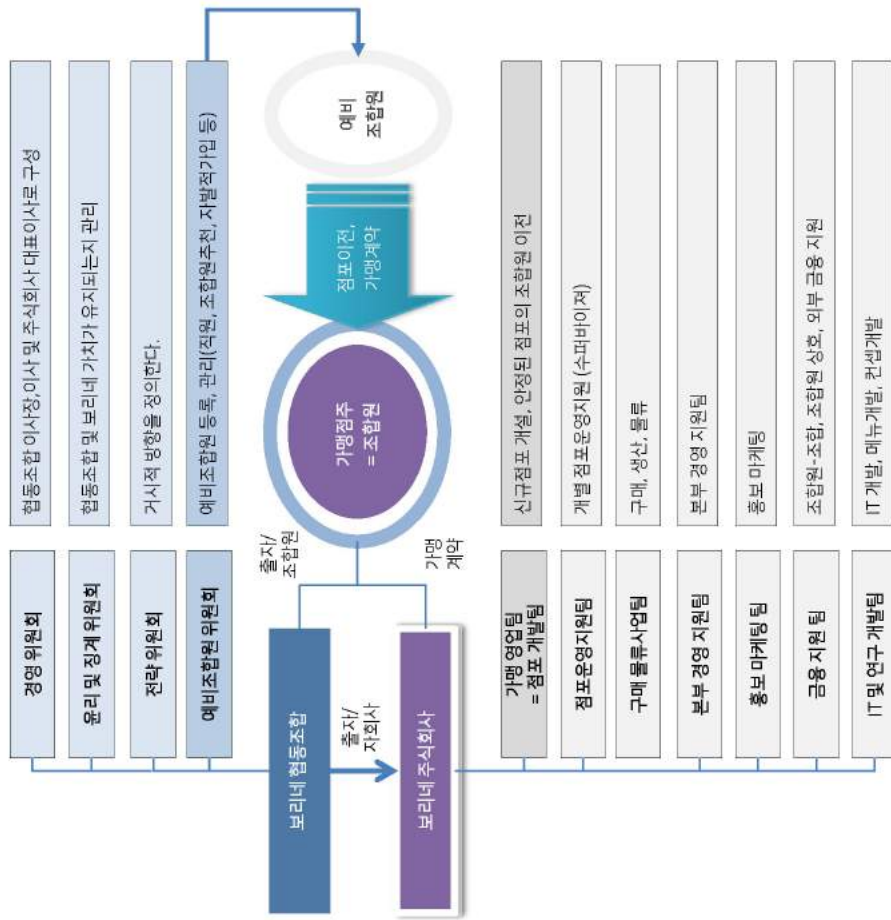 경영 위원회
협동조합 이사장,이사 및 주식회사 대표이사로 구성
윤리 및 징계 위원회
협동조합 및 보리네 가치가 유지되는지 관리
전략 위원회
거시적 방향을 정의한다.
예비조합원 위원회
예비조합원 등록, 관리(직원, 조합원추천, 자발적가입 등)
보리네 협동조합
출자/
자회사
보리네 주식회사
출자/
조합원
가맹
계약
가맹점주
= 조합원
점포이전,
가맹계약
예비
조합원
가맹 영업팀
= 점포 개발팀
신규점포 개설, 안정된 점포의 조합원 이전
점포운영지원팀
개별 점포운영지원 (수퍼바이저)
구매 물류사업팀
구매, 생산, 물류
본부 경영 지원팀
본부 경영 지원팀
홍보 마케팅 팀
홍보 마케팅
금융 지원 팀
조합원-조합, 조합원 상호, 외부 금융 지원
IT 및 연구 개발팀
IT 개발, 메뉴개발, 컨셉개발